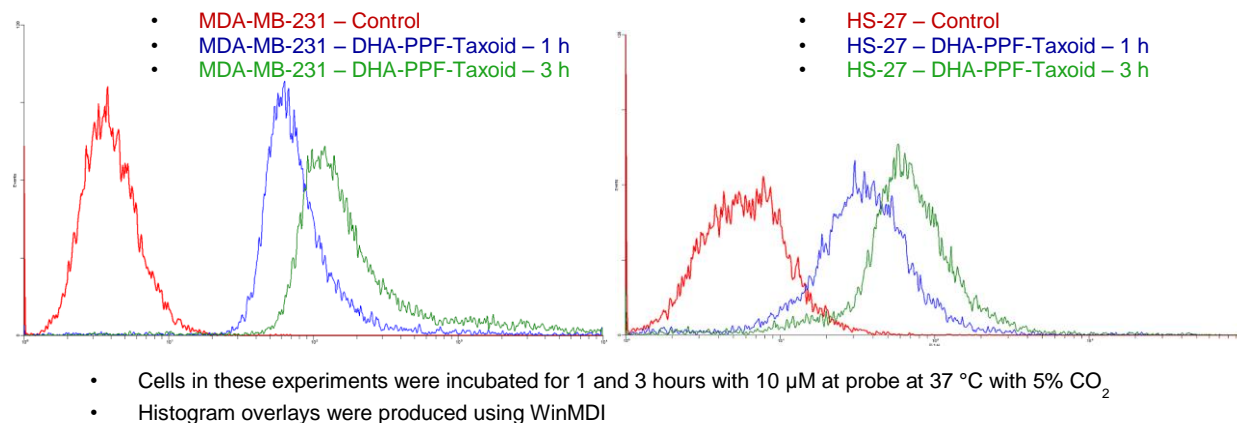 • MDA-MB-231 – Control
• MDA-MB-231 – DHA-PPF-Taxoid – 1 h
• MDA-MB-231 – DHA-PPF-Taxoid – 3 h
• HS-27 – Control
• HS-27 – DHA-PPF-Taxoid – 1 h
• HS-27 – DHA-PPF-Taxoid – 3 h
Events
Events
• Cells in these experiments were incubated for 1 and 3 hours with 10 µM at probe at 37 °C with 5% CO₂
• Histogram overlays were produced using WinMDI